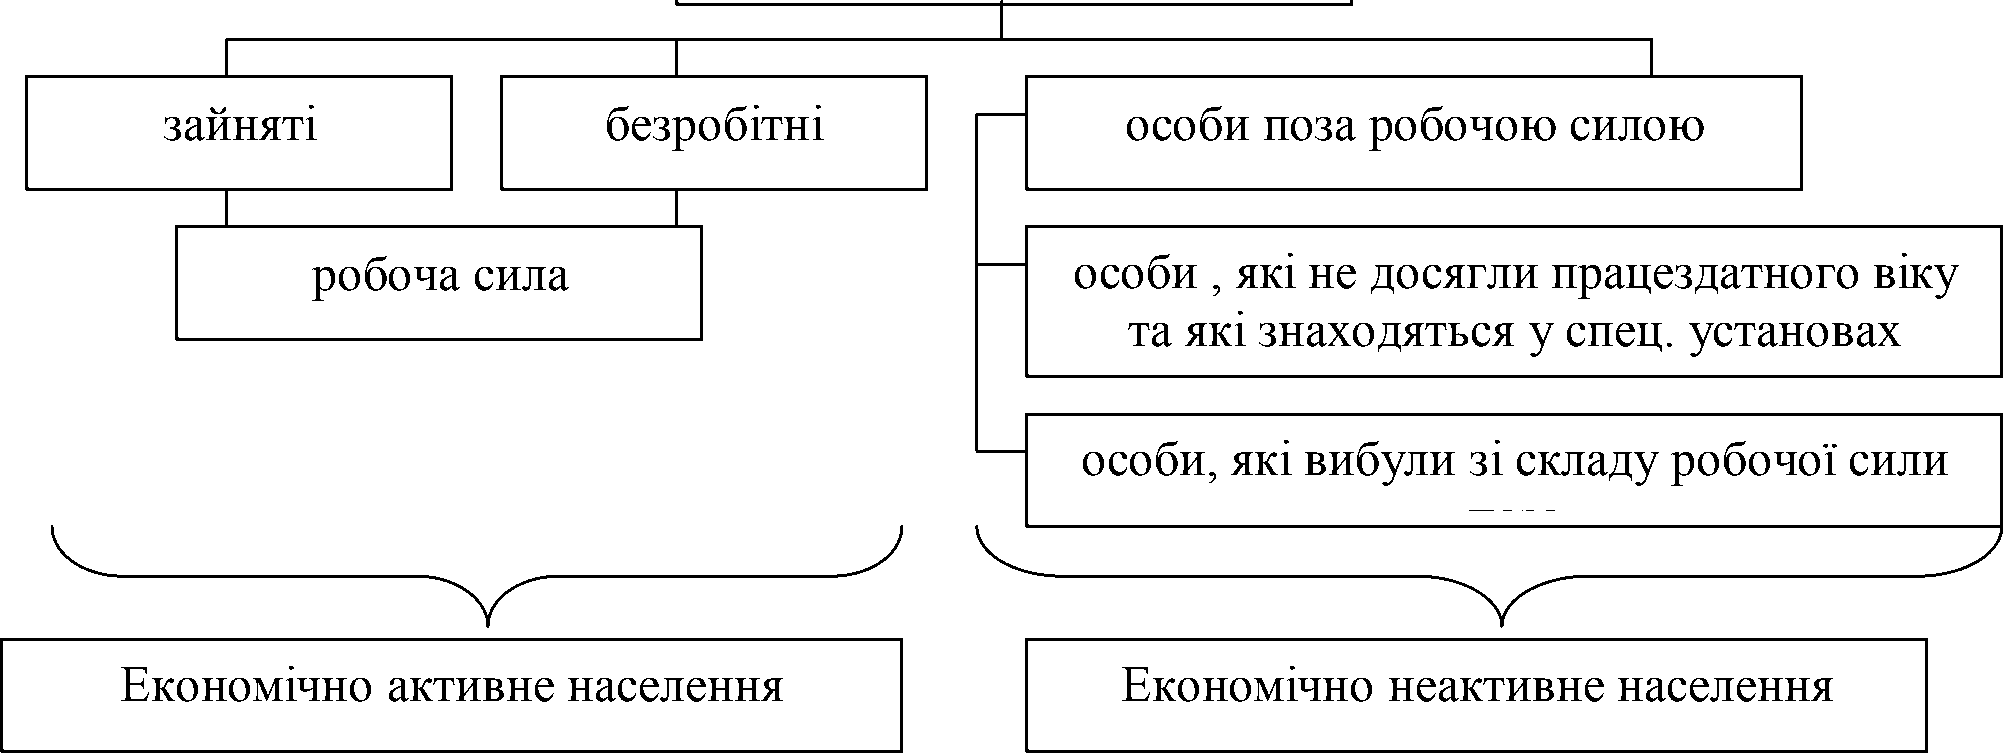 зайняті
безробітні
особи поза робочою силою
робоча сила
особи , які не досягли працездатного віку
та які знаходяться у спец. установах
особи, які вибули зі складу робочої сили
Економічно активне населення
Економічно неактивне населення